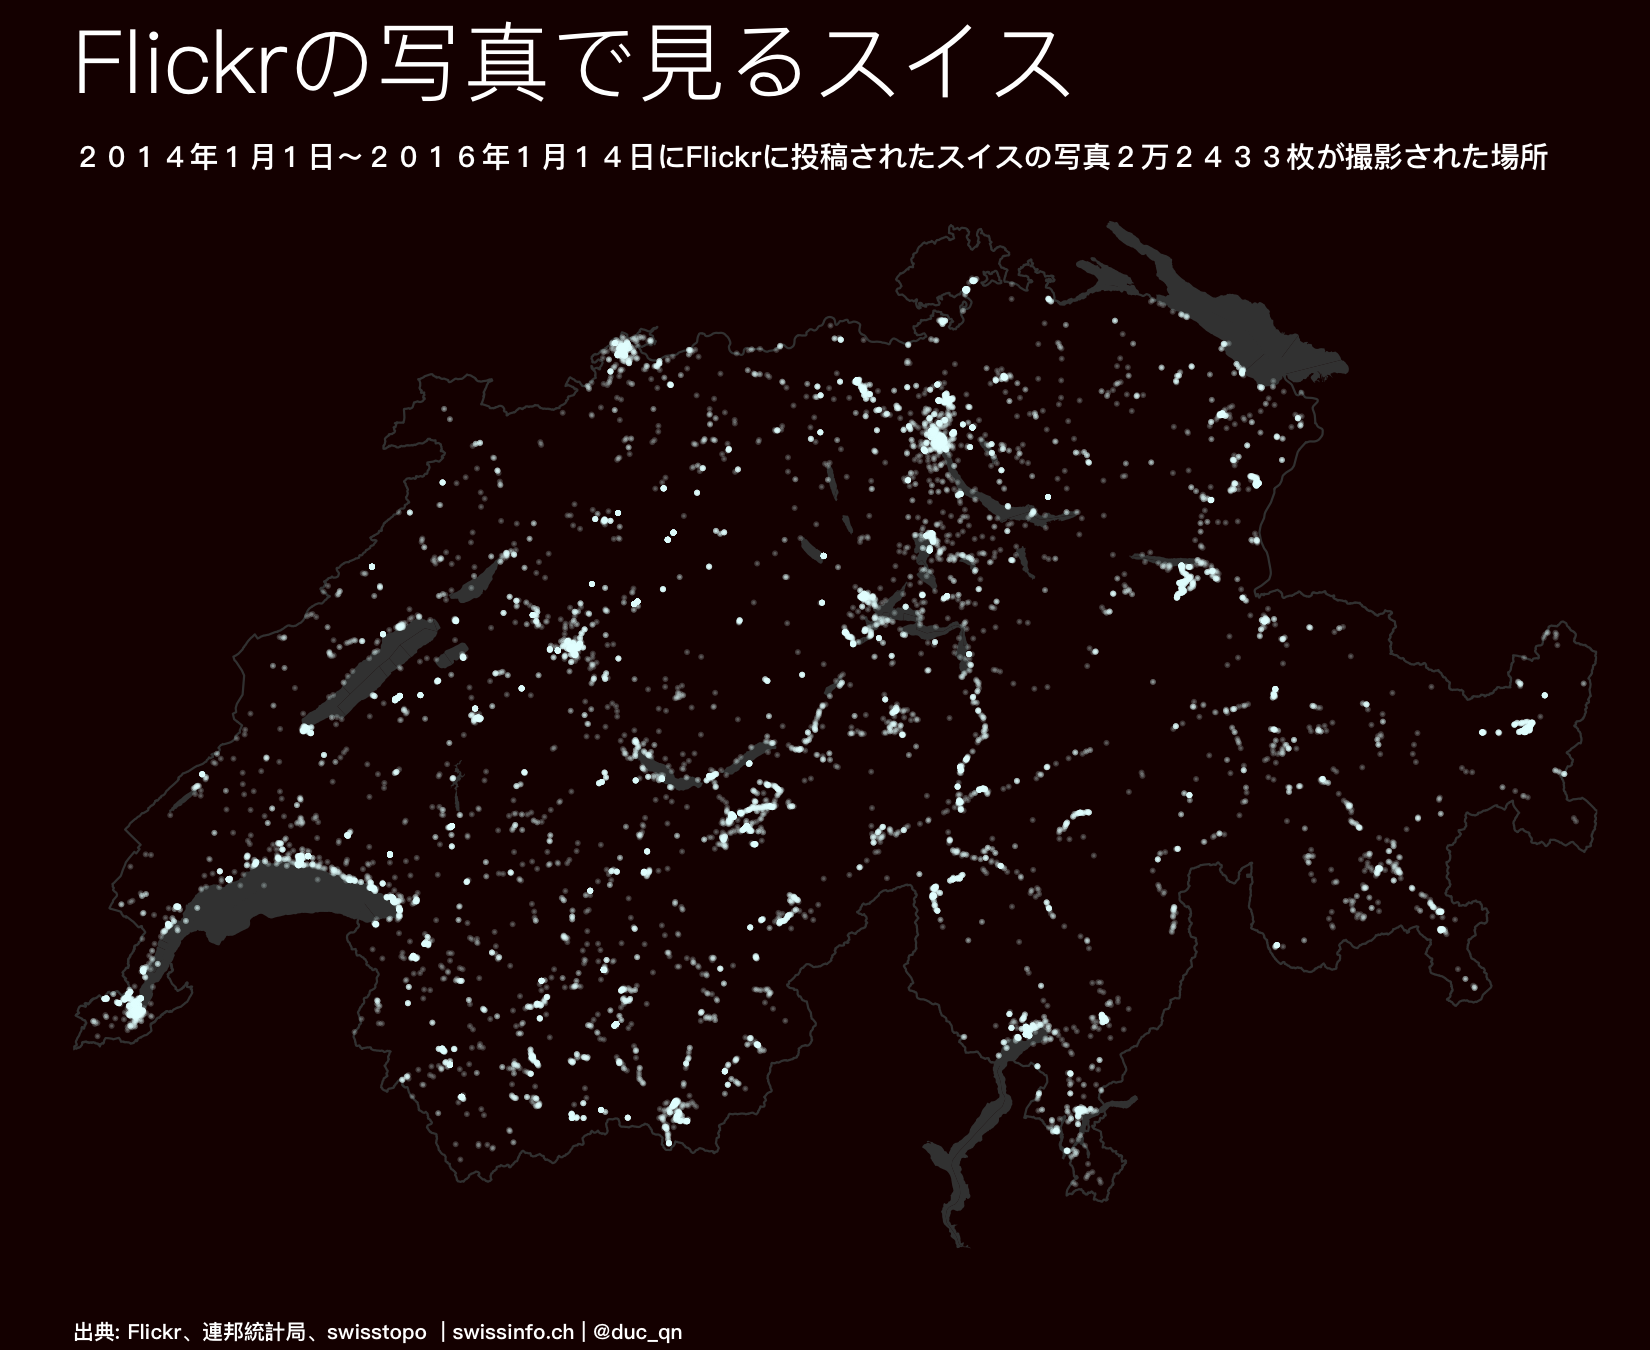 Flickrの写真で見るスイス
２０１４年１月１日～２０１６年１月１４日にFlickrに投稿されたスイスの写真２万２４３３枚が撮影された場所
出典: Flickr、連邦統計局、swisstopo | swissinfo.ch | @duc_qn